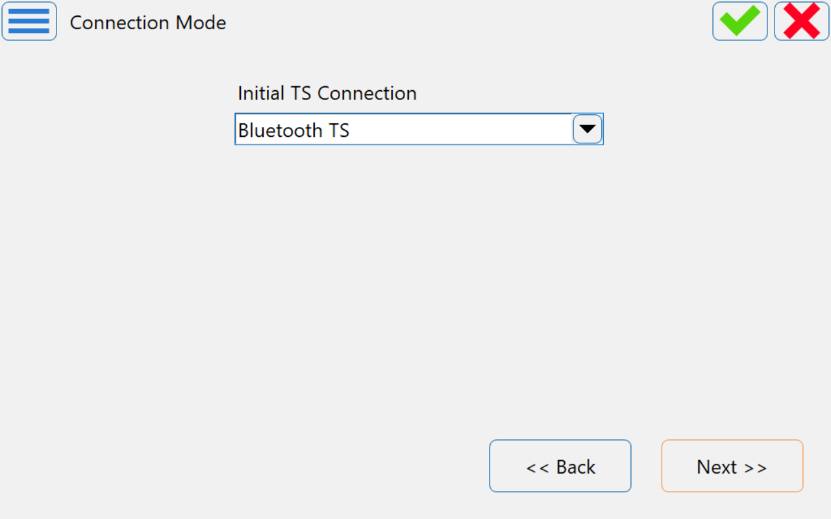 Connection Mode
Initial TS Connection
Bluetooth TS
<< Back
Next >>